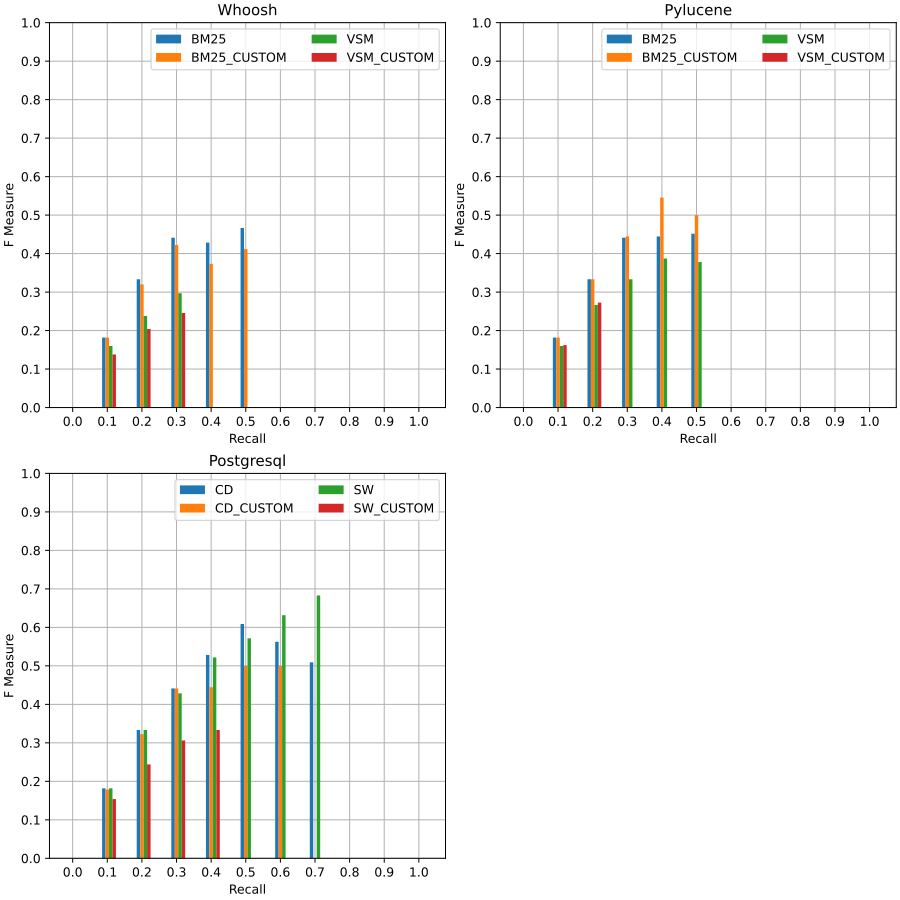 Whoosh
BM25 VSM
BM25_CUSTOM VSM_CUSTOM
F Measure
1.0
0.9
0.8
0.7
0.6
0.5
0.4
0.3
0.2
0.1
0.0
0.0 0.1 0.2 0.3 0.4 0.5 0.6 0.7 0.8 0.9 1.0
Recall
Pylucene
BM25 VSM
BM25_CUSTOM VSM_CUSTOM
F Measure
1.0
0.9
0.8
0.7
0.6
0.5
0.4
0.3
0.2
0.1
0.0
0.0 0.1 0.2 0.3 0.4 0.5 0.6 0.7 0.8 0.9 1.0
Recall
Postgresql
CD SW
CD_CUSTOM SW_CUSTOM
F Measure
1.0
0.9
0.8
0.7
0.6
0.5
0.4
0.3
0.2
0.1
0.0
0.0 0.1 0.2 0.3 0.4 0.5 0.6 0.7 0.8 0.9 1.0
Recall